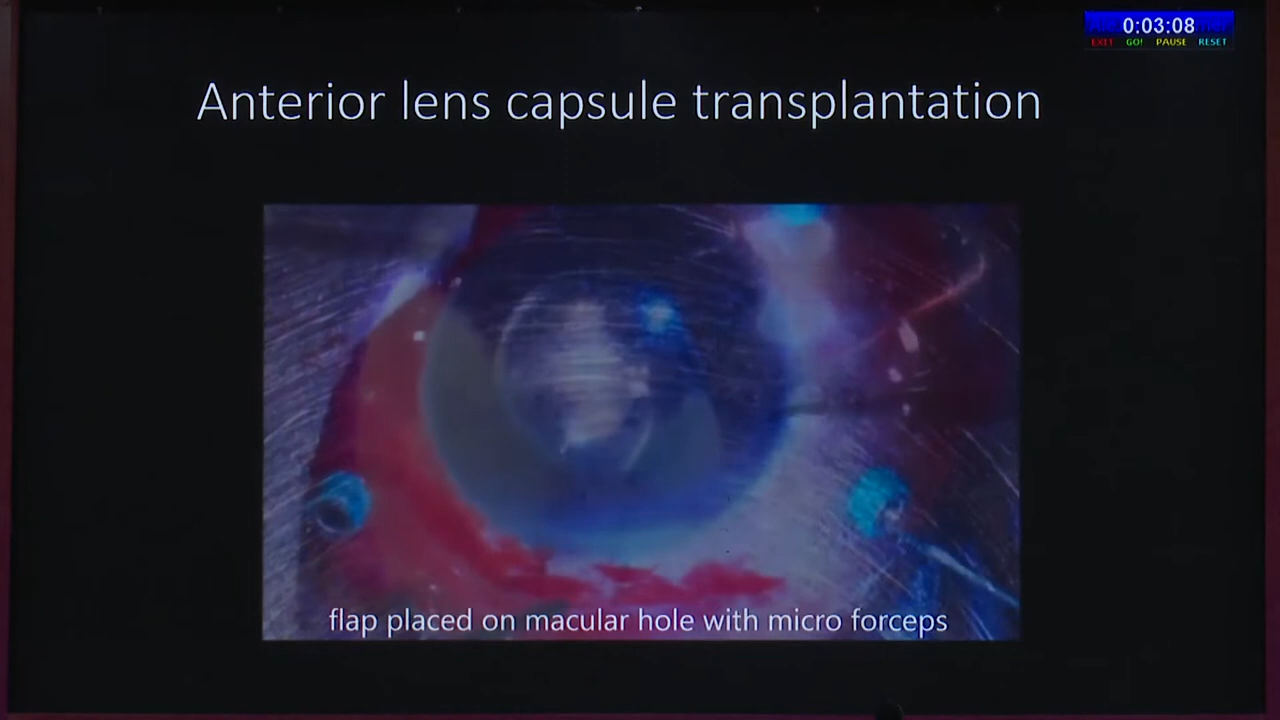 0:03:08
EXIT GO! PAUSE RESET
Anterior lens capsule transplantation
flap placed on macular hole with micro forceps